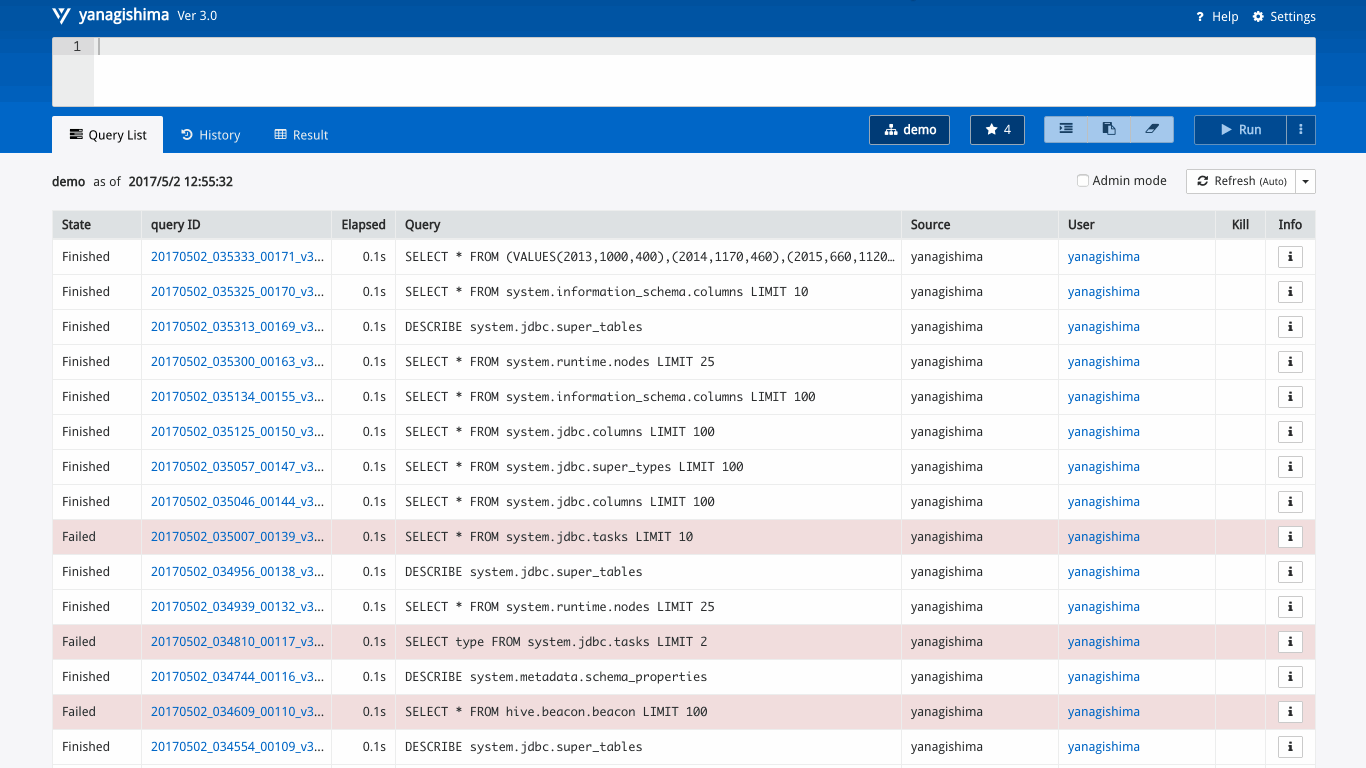 yanagishima Ver 3.0 ? Help Settings
1
Query List History Result demo 4 Run
demo as of 2017/5/2 12:55:32 Admin mode Refresh (Auto)
State query ID Elapsed Query Source User Kill Info
Finished 20170502_035333_00171_v3... 0.1s SELECT * FROM (VALUES(2013,1000,400),(2014,1170,460),(2015,660,1120... yanagishima yanagishima i
Finished 20170502_035325_00170_v3... 0.1s SELECT * FROM system.information_schema.columns LIMIT 10 yanagishima yanagishima i
Finished 20170502_035313_00169_v3... 0.1s DESCRIBE system.jdbc.super_tables yanagishima yanagishima i
Finished 20170502_035300_00163_v3... 0.1s SELECT * FROM system.runtime.nodes LIMIT 25 yanagishima yanagishima i
Finished 20170502_035134_00155_v3... 0.1s SELECT * FROM system.information_schema.columns LIMIT 100 yanagishima yanagishima i
Finished 20170502_035125_00150_v3... 0.1s SELECT * FROM system.jdbc.columns LIMIT 100 yanagishima yanagishima i
Finished 20170502_035057_00147_v3... 0.1s SELECT * FROM system.jdbc.super_types LIMIT 100 yanagishima yanagishima i
Finished 20170502_035046_00144_v3... 0.1s SELECT * FROM system.jdbc.columns LIMIT 100 yanagishima yanagishima i
Failed 20170502_035007_00139_v3... 0.1s SELECT * FROM system.jdbc.tasks LIMIT 10 yanagishima yanagishima i
Finished 20170502_034956_00138_v3... 0.1s DESCRIBE system.jdbc.super_tables yanagishima yanagishima i
Finished 20170502_034939_00132_v3... 0.1s SELECT * FROM system.runtime.nodes LIMIT 25 yanagishima yanagishima i
Failed 20170502_034810_00117_v3... 0.1s SELECT type FROM system.jdbc.tasks LIMIT 2 yanagishima yanagishima i
Finished 20170502_034744_00116_v3... 0.1s DESCRIBE system.metadata.schema_properties yanagishima yanagishima i
Failed 20170502_034609_00110_v3... 0.1s SELECT * FROM hive.beacon.beacon LIMIT 100 yanagishima yanagishima i
Finished 20170502_034554_00109_v3... 0.1s DESCRIBE system.jdbc.super_tables yanagishima yanagishima i